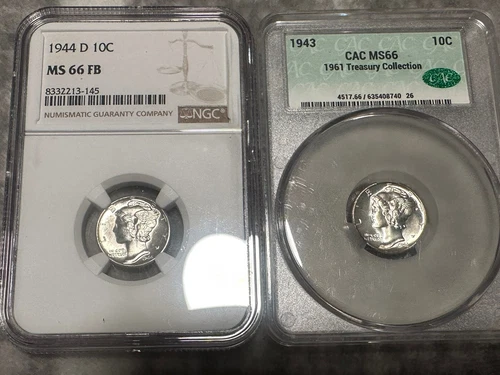 1944 D 10C
MS 66 FB
8332213-145
NUMISMATIC GUARANTY COMPANY
NGC
1943 10C
CAC MS66
1961 Treasury Collection
CAC
4517.66 / 635408740 26